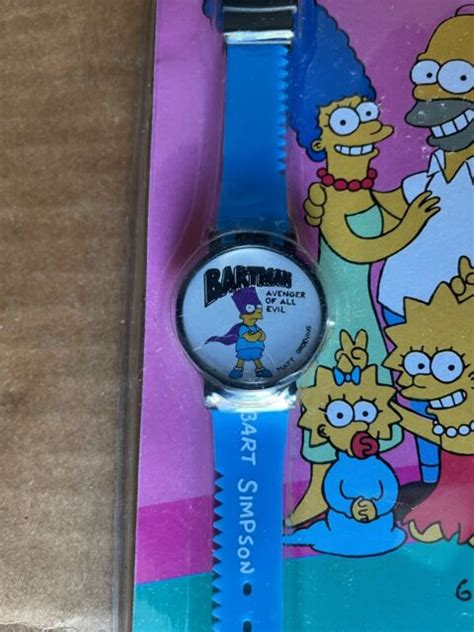 BARTMAN
AVENGER
OF ALL
EVIL
MATT GROENING
BART SIMPSON
G